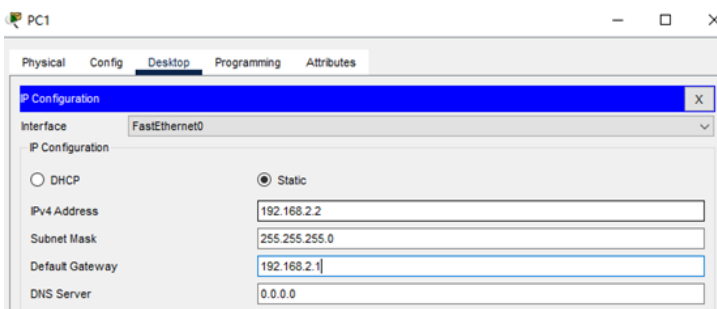 PC1
Physical Config Desktop Programming Attributes
IP Configuration X
Interface FastEthernet0
IP Configuration
DHCP Static
IPv4 Address 192.168.2.2
Subnet Mask 255.255.255.0
Default Gateway 192.168.2.1
DNS Server 0.0.0.0